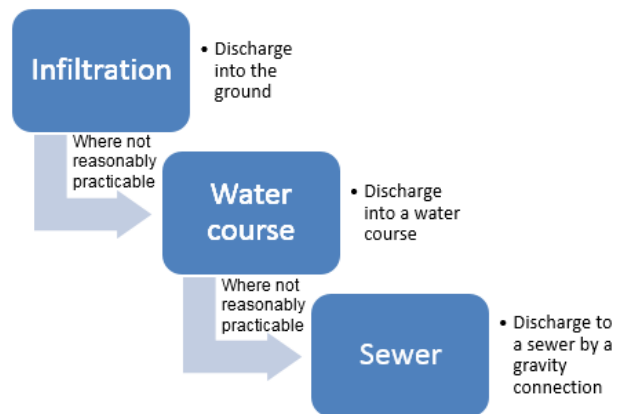 Infiltration
• Discharge
into the
ground
Where not
reasonably
practicable
Water
course
• Discharge
into a water
course
Where not
reasonably
practicable
Sewer
• Discharge to
a sewer by a
gravity
connection